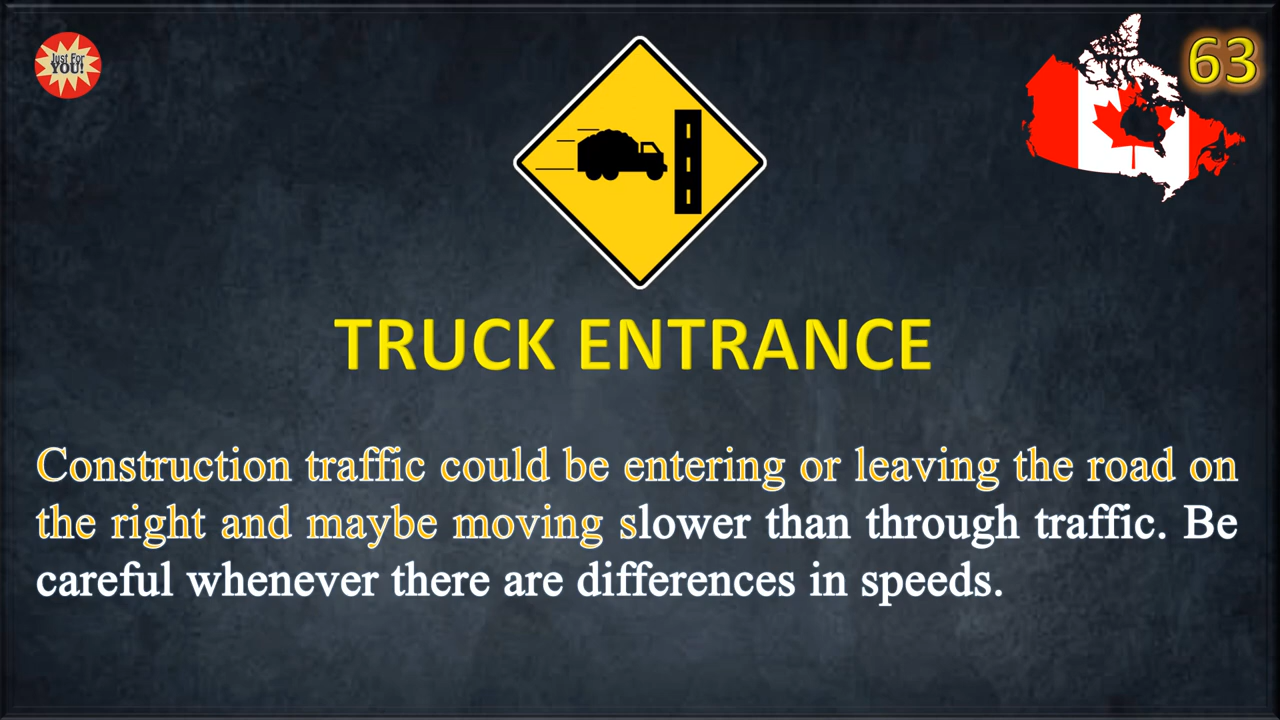 Just For
YOU!
63
TRUCK ENTRANCE
Construction traffic could be entering or leaving the road on
the right and maybe moving slower than through traffic. Be
careful whenever there are differences in speeds.